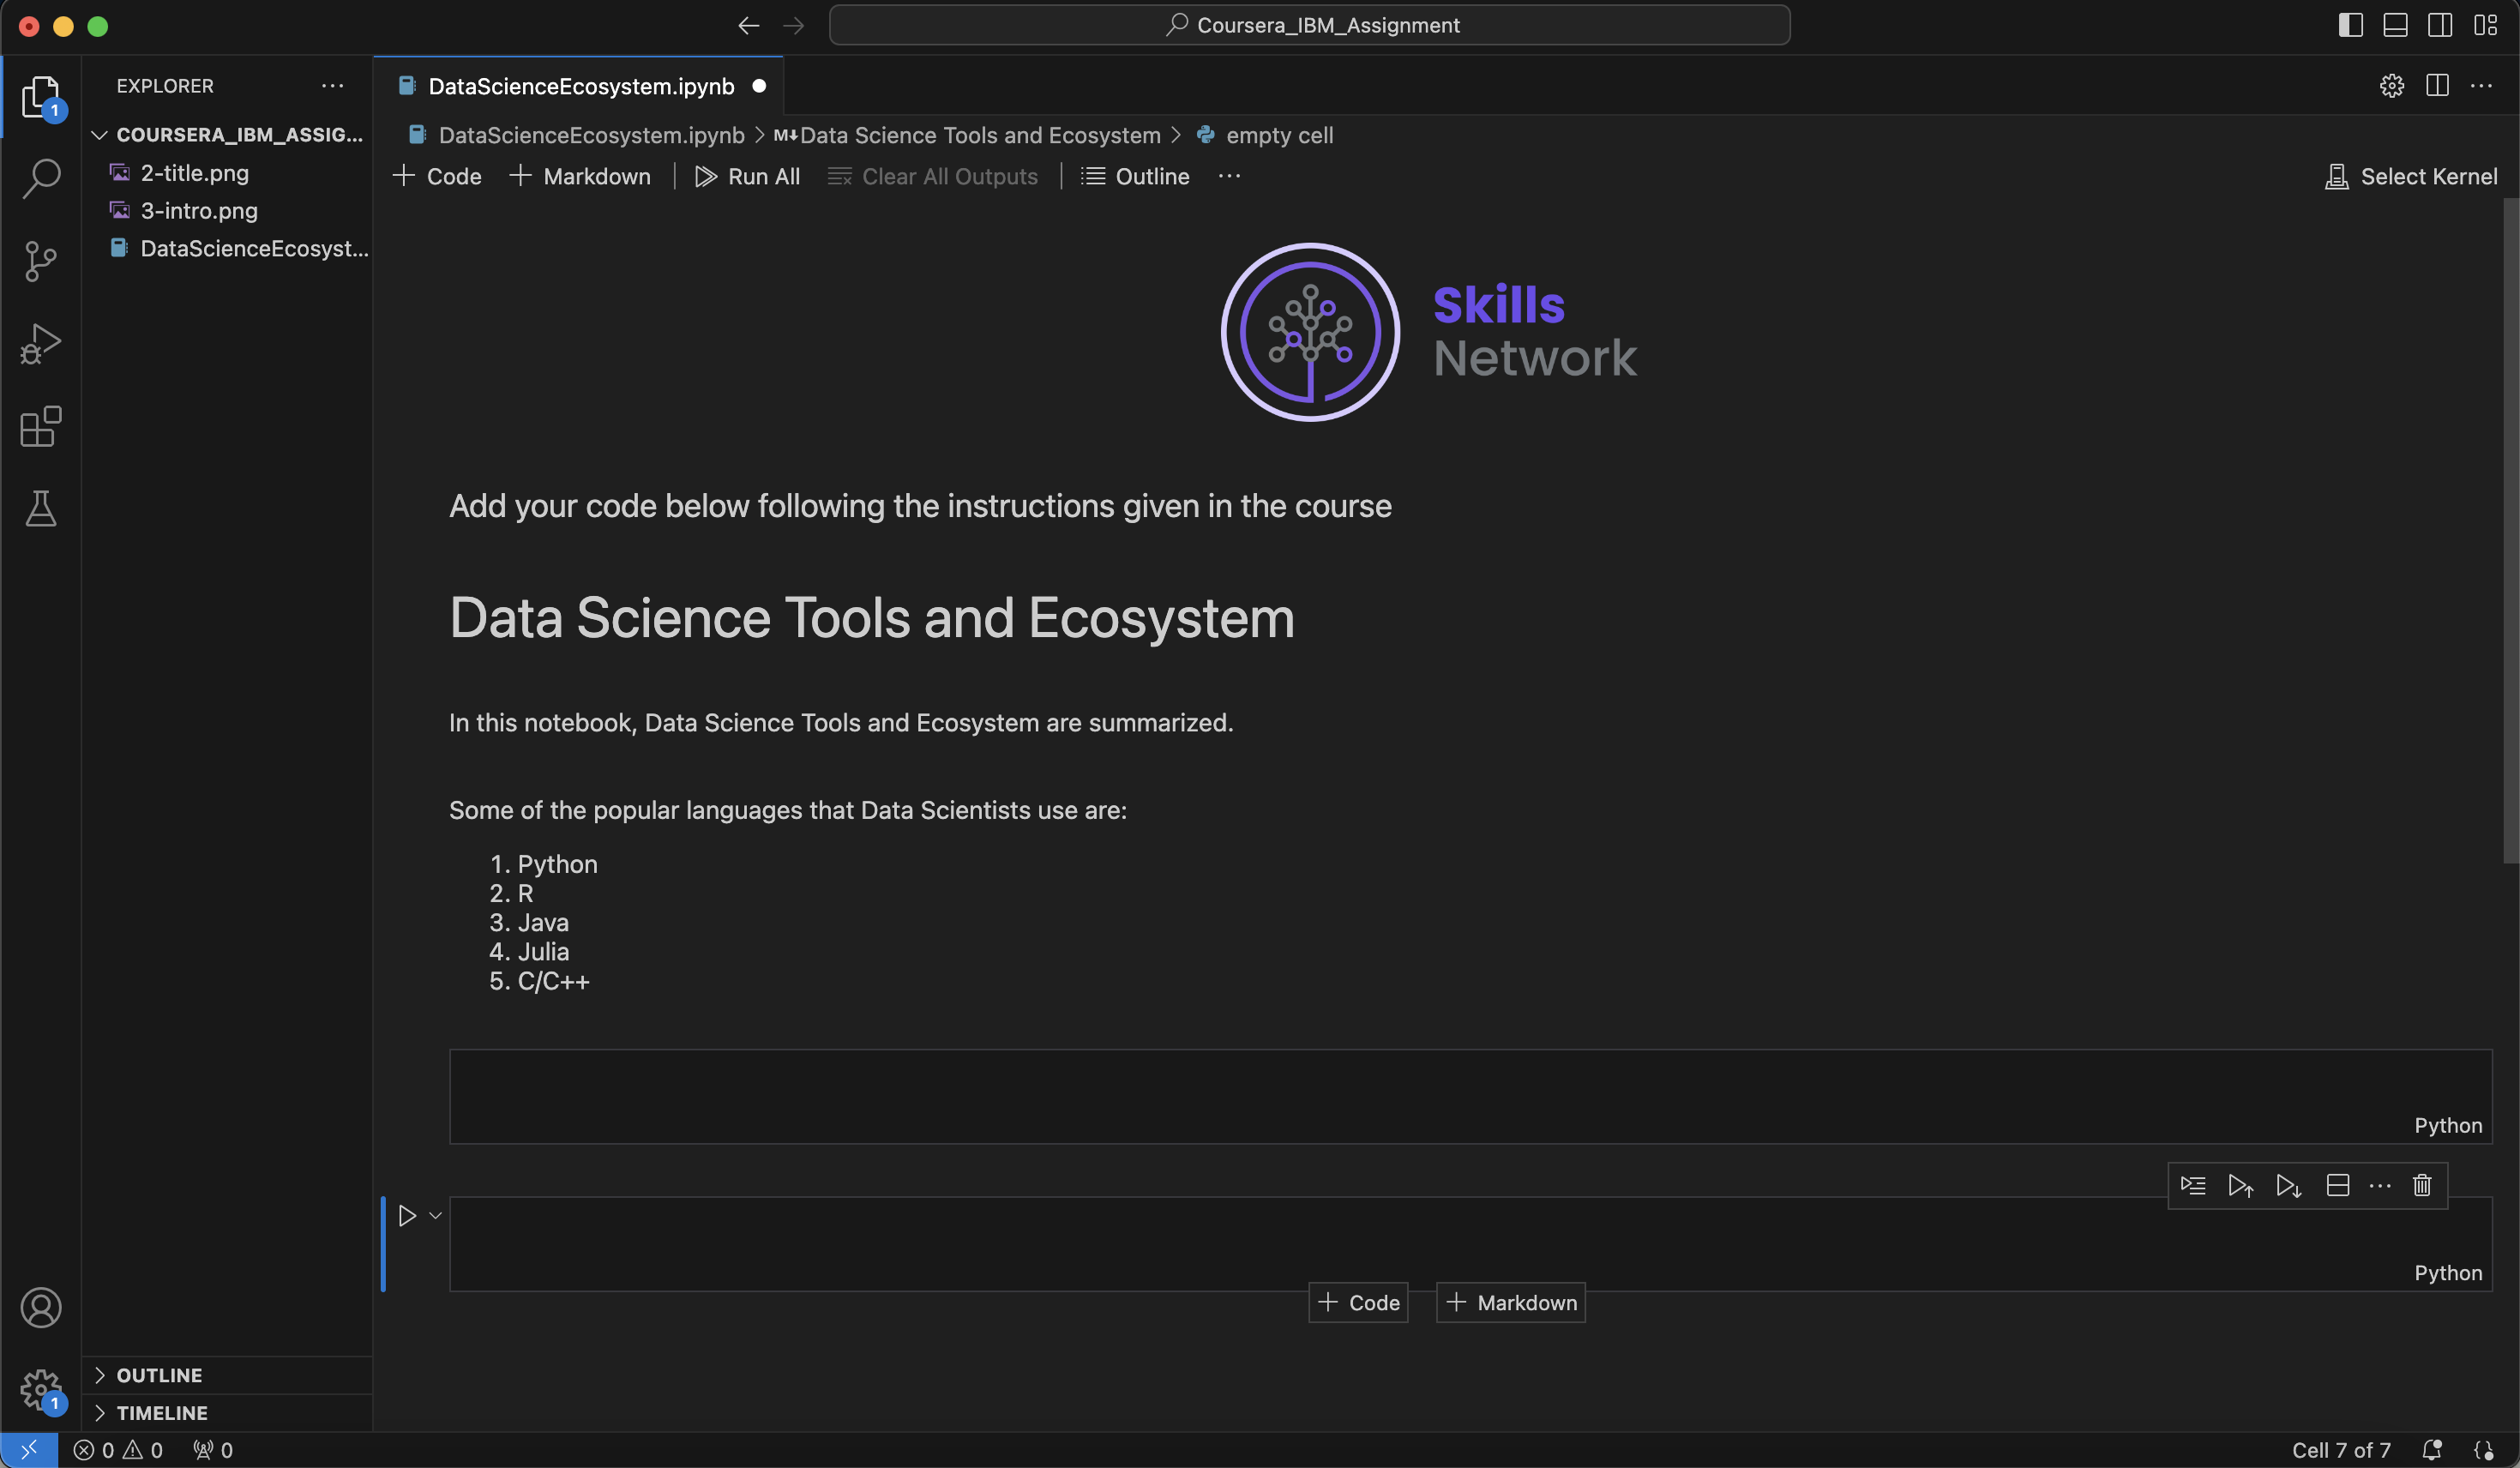 Coursera_IBM_Assignment
EXPLORER
COURSERA_IBM_ASSIG...
2-title.png
3-intro.png
DataScienceEcosyst...
OUTLINE
TIMELINE
1
1
DataScienceEcosystem.ipynb
DataScienceEcosystem.ipynb > M↓ Data Science Tools and Ecosystem > empty cell
+ Code + Markdown | Run All Clear All Outputs | Outline ... Select Kernel
Skills
Network
Add your code below following the instructions given in the course
Data Science Tools and Ecosystem
In this notebook, Data Science Tools and Ecosystem are summarized.
Some of the popular languages that Data Scientists use are:
1. Python
2. R
3. Java
4. Julia
5. C/C++
Python
Python
+ Code + Markdown
0 0 0 Cell 7 of 7